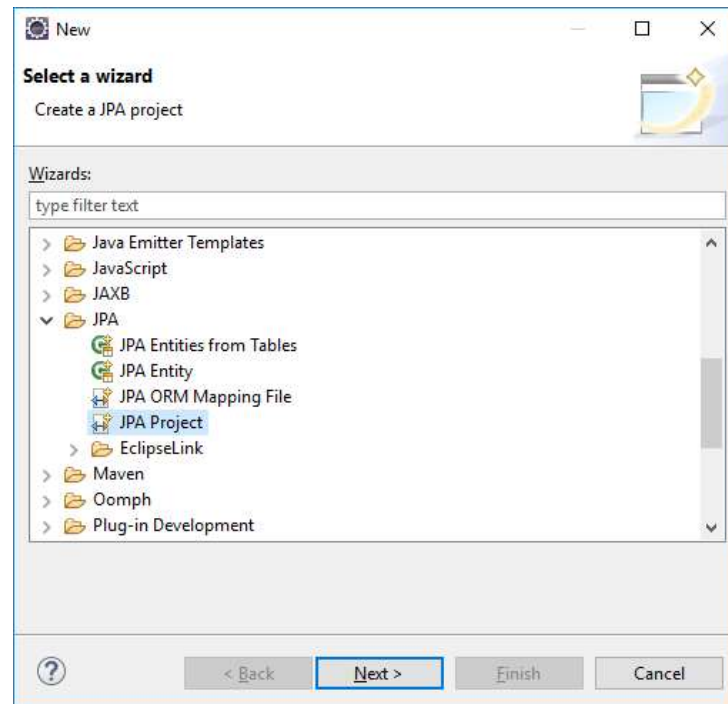 New
Select a wizard
Create a JPA project
Wizards:
type filter text
Java Emitter Templates
JavaScript
JAXB
JPA
JPA Entities from Tables
JPA Entity
JPA ORM Mapping File
JPA Project
EclipseLink
Maven
Oomph
Plug-in Development
? < Back Next > Finish Cancel